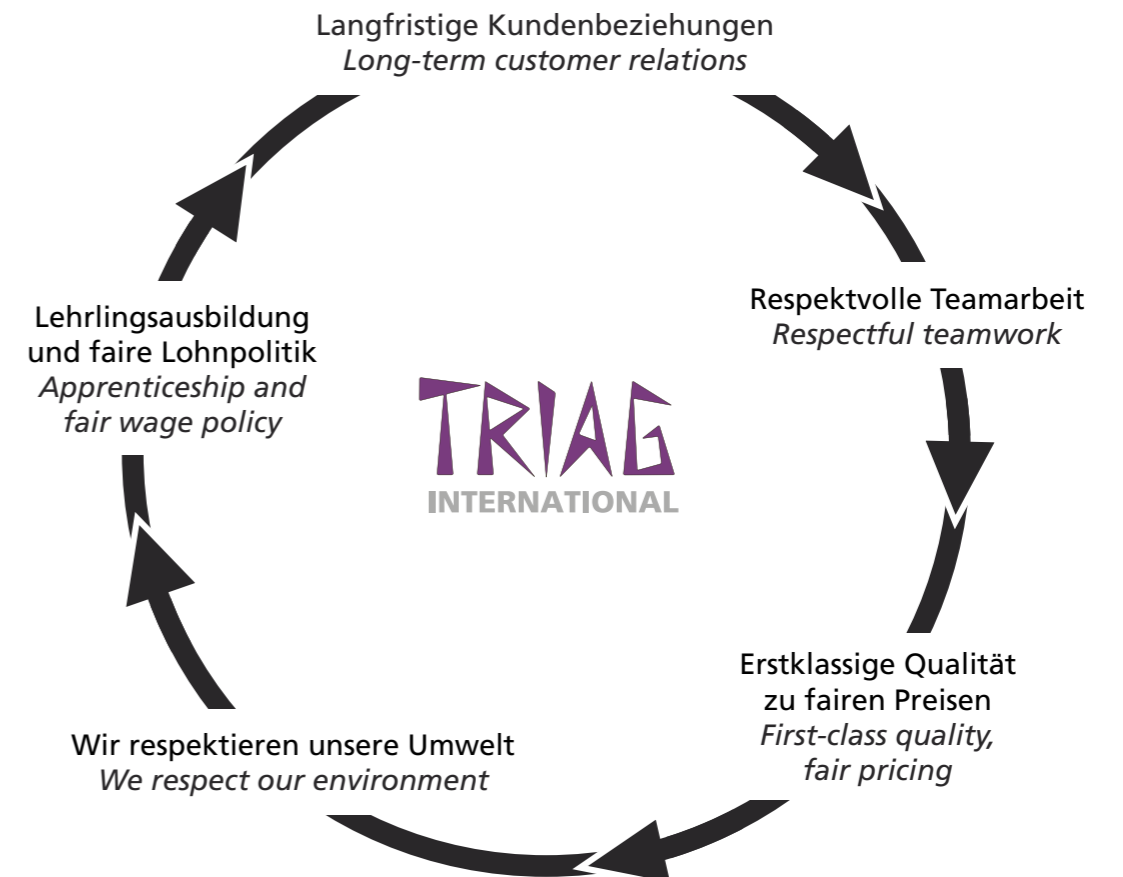 Langfristige Kundenbeziehungen
Long-term customer relations
Respektvolle Teamarbeit
Respectful teamwork
Erstklassige Qualität
zu fairen Preisen
First-class quality,
fair pricing
Wir respektieren unsere Umwelt
We respect our environment
Lehrlingsausbildung
und faire Lohnpolitik
Apprenticeship and
fair wage policy
TRIAG
INTERNATIONAL